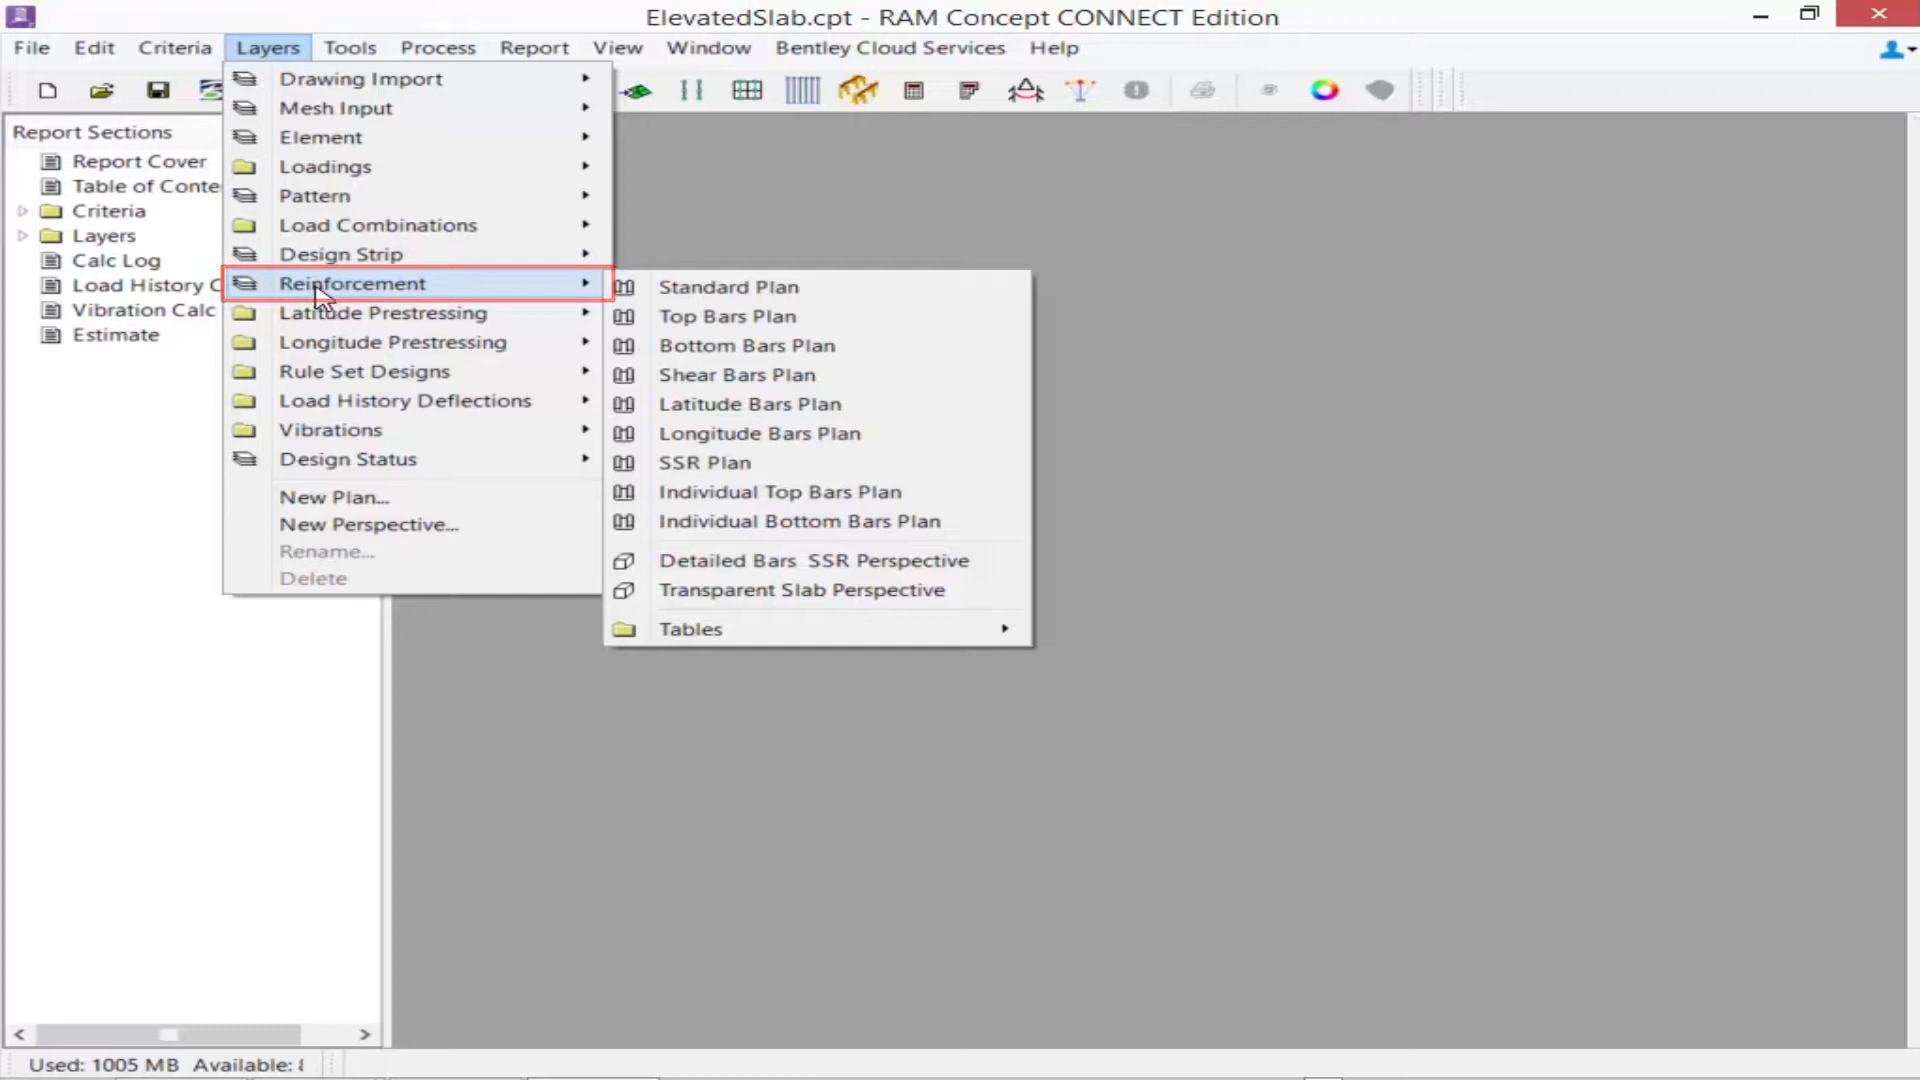 ElevatedSlab.cpt - RAM Concept CONNECT Edition
File Edit Criteria Layers Tools Process Report View Window Bentley Cloud Services Help
Report Sections
Report Cover
Table of Conte
Criteria
Layers
Calc Log
Load History C
Vibration Calc
Estimate
Drawing Import
Mesh Input
Element
Loadings
Pattern
Load Combinations
Design Strip
Reinforcement
Latitude Prestressing
Longitude Prestressing
Rule Set Designs
Load History Deflections
Vibrations
Design Status
New Plan...
New Perspective...
Rename...
Delete
Standard Plan
Top Bars Plan
Bottom Bars Plan
Shear Bars Plan
Latitude Bars Plan
Longitude Bars Plan
SSR Plan
Individual Top Bars Plan
Individual Bottom Bars Plan
Detailed Bars SSR Perspective
Transparent Slab Perspective
Tables
Used: 1005 MB Available: